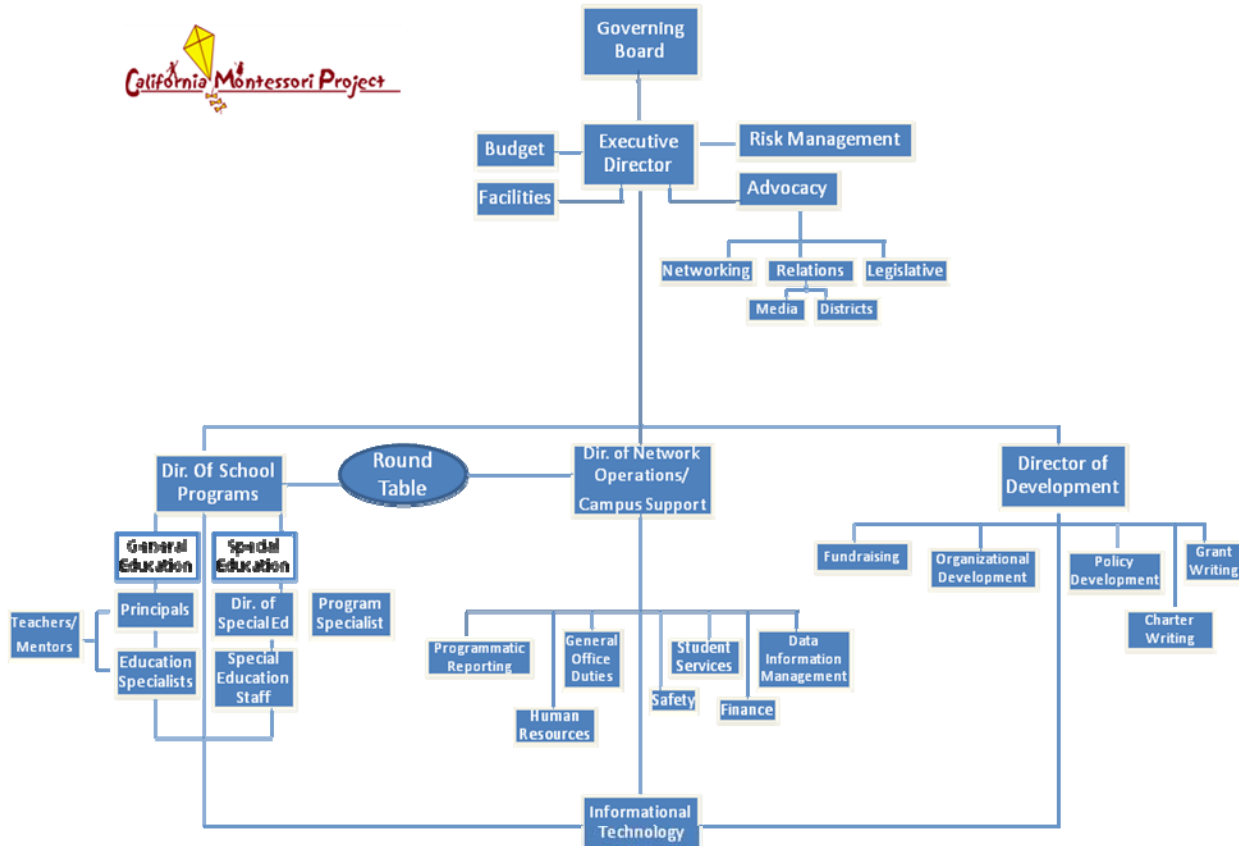 California Montessori Project
Governing
Board
Budget
Executive
Director
Risk Management
Facilities
Advocacy
Networking
Relations
Legislative
Media
Districts
Dir. Of School
Programs
Round
Table
Dir. of Network
Operations/
Campus Support
Director of
Development
General
Education
Special
Education
Fundraising
Organizational
Development
Policy
Development
Grant
Writing
Charter
Writing
Teachers/
Mentors
Principals
Dir. of
Special Ed
Program
Specialist
Education
Specialists
Special
Education
Staff
Programmatic
Reporting
General
Office
Duties
Student
Services
Data
Information
Management
Human
Resources
Safety
Finance
Informational
Technology